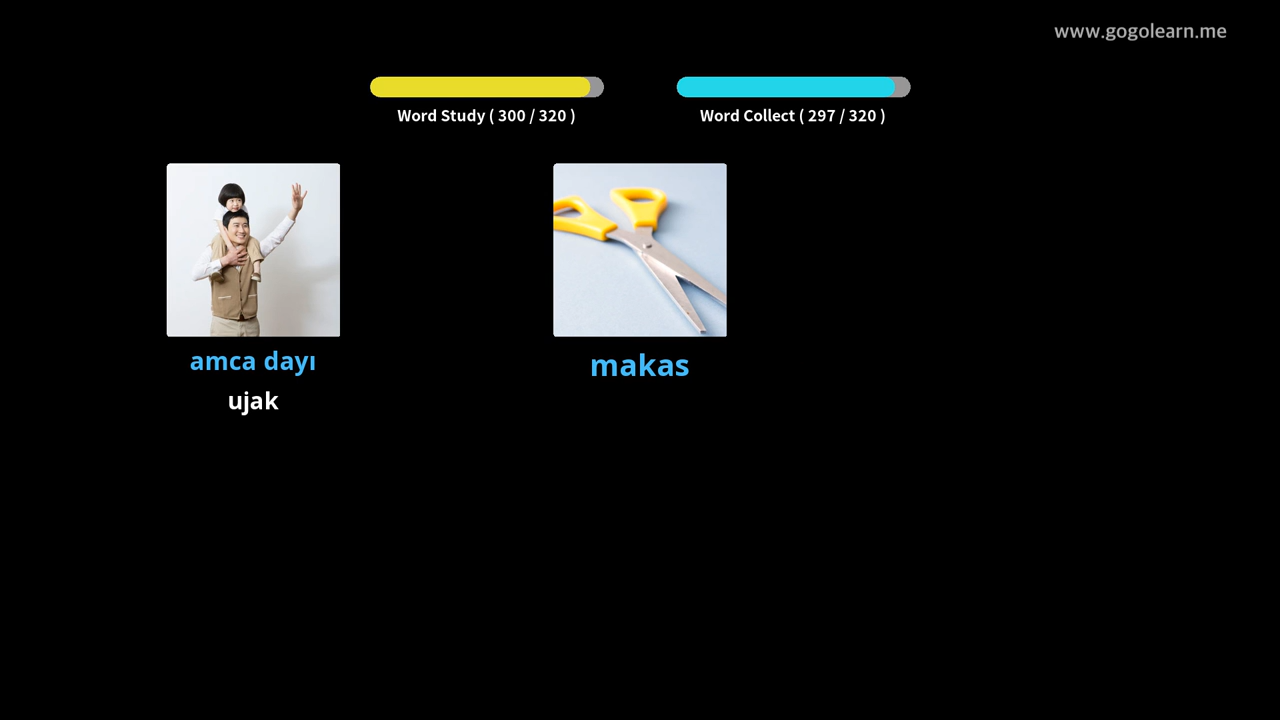 www.gogolearn.me
Word Study ( 300 / 320 )
Word Collect ( 297 / 320 )
amca dayı
ujak
makas